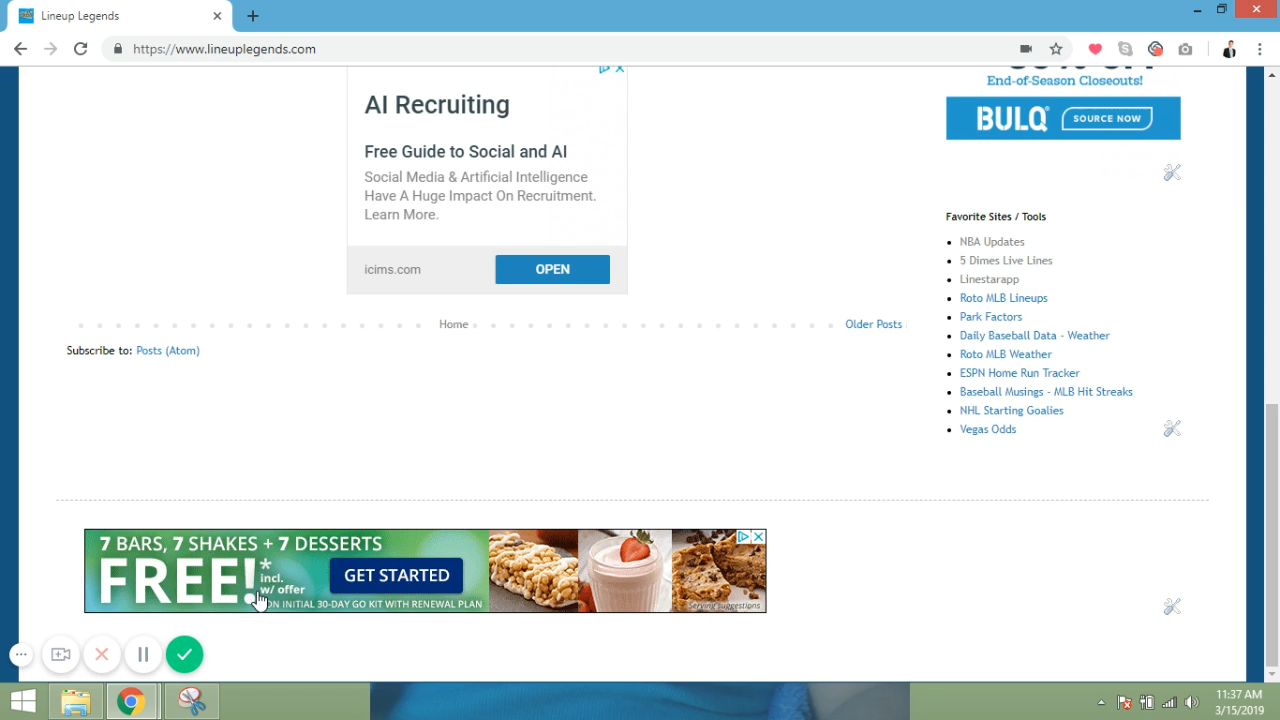 Lineup Legends
https://www.lineuplegends.com
AI Recruiting
Free Guide to Social and AI
Social Media & Artificial Intelligence
Have A Huge Impact On Recruitment.
Learn More.
icims.com
OPEN
End-of-Season Closeouts!
BULQ
SOURCE NOW
Favorite Sites / Tools
NBA Updates
5 Dimes Live Lines
Linestarapp
Roto MLB Lineups
Park Factors
Daily Baseball Data - Weather
Roto MLB Weather
ESPN Home Run Tracker
Baseball Musings - MLB Hit Streaks
NHL Starting Goalies
Vegas Odds
Home
Older Posts
Subscribe to: Posts (Atom)
7 BARS, 7 SHAKES + 7 DESSERTS
FREE!*
incl.
w/ offer
GET STARTED
ON INITIAL 30-DAY GO KIT WITH RENEWAL PLAN
Serving suggestions
11:37 AM
3/15/2019